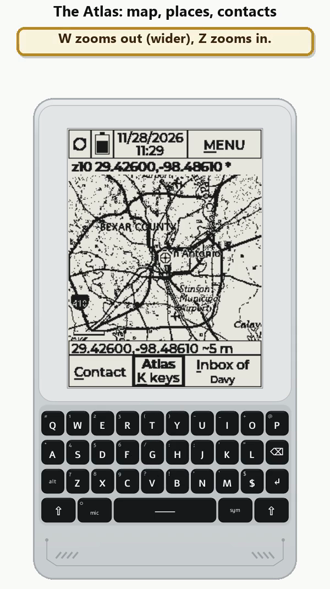 The Atlas: map, places, contacts
W zooms out (wider), Z zooms in.
11/28/2026
11:29
MENU
z10 29.42600,-98.48610 *
Airport
BEXAR COUNTY
n Antonio
Stinson
Municipal
Airport
410
Calav
29.42600,-98.48610 ~5 m
Contact
Atlas
K keys
Inbox of
Davy
Q W E R T Y U I O P
A S D F G H J K L
alt Z X C V B N M $
mic sym